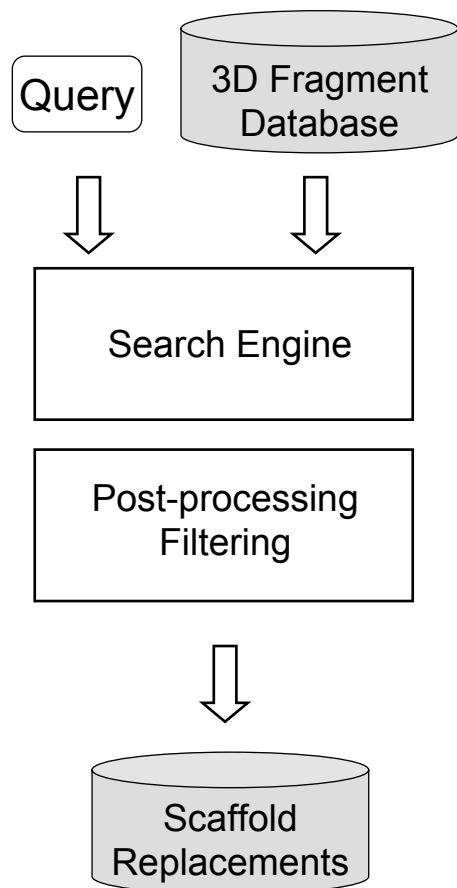 Query
3D Fragment
Database
Search Engine
Post-processing
Filtering
Scaffold
Replacements